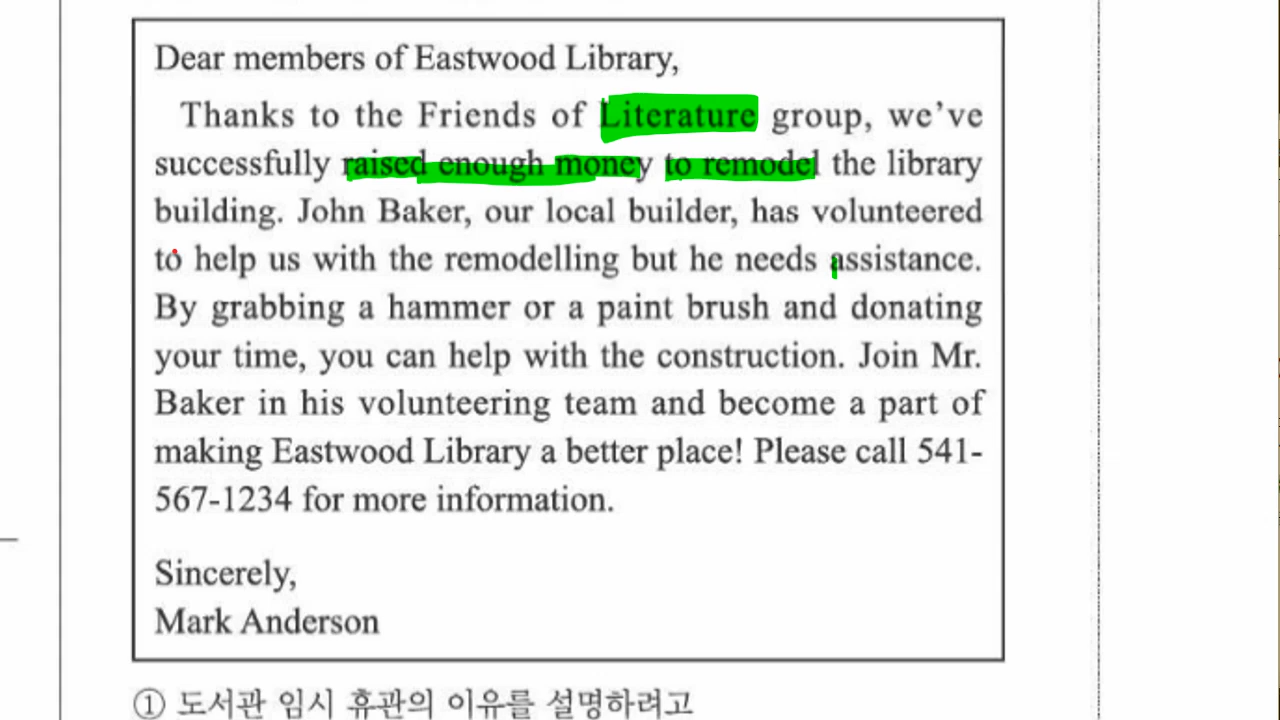 Dear members of Eastwood Library,
Thanks to the Friends of Literature group, we’ve
successfully raised enough money to remodel the library
building. John Baker, our local builder, has volunteered
to help us with the remodelling but he needs assistance.
By grabbing a hammer or a paint brush and donating
your time, you can help with the construction. Join Mr.
Baker in his volunteering team and become a part of
making Eastwood Library a better place! Please call 541-
567-1234 for more information.
Sincerely,
Mark Anderson
① 도서관 임시 휴관의 이유를 설명하려고